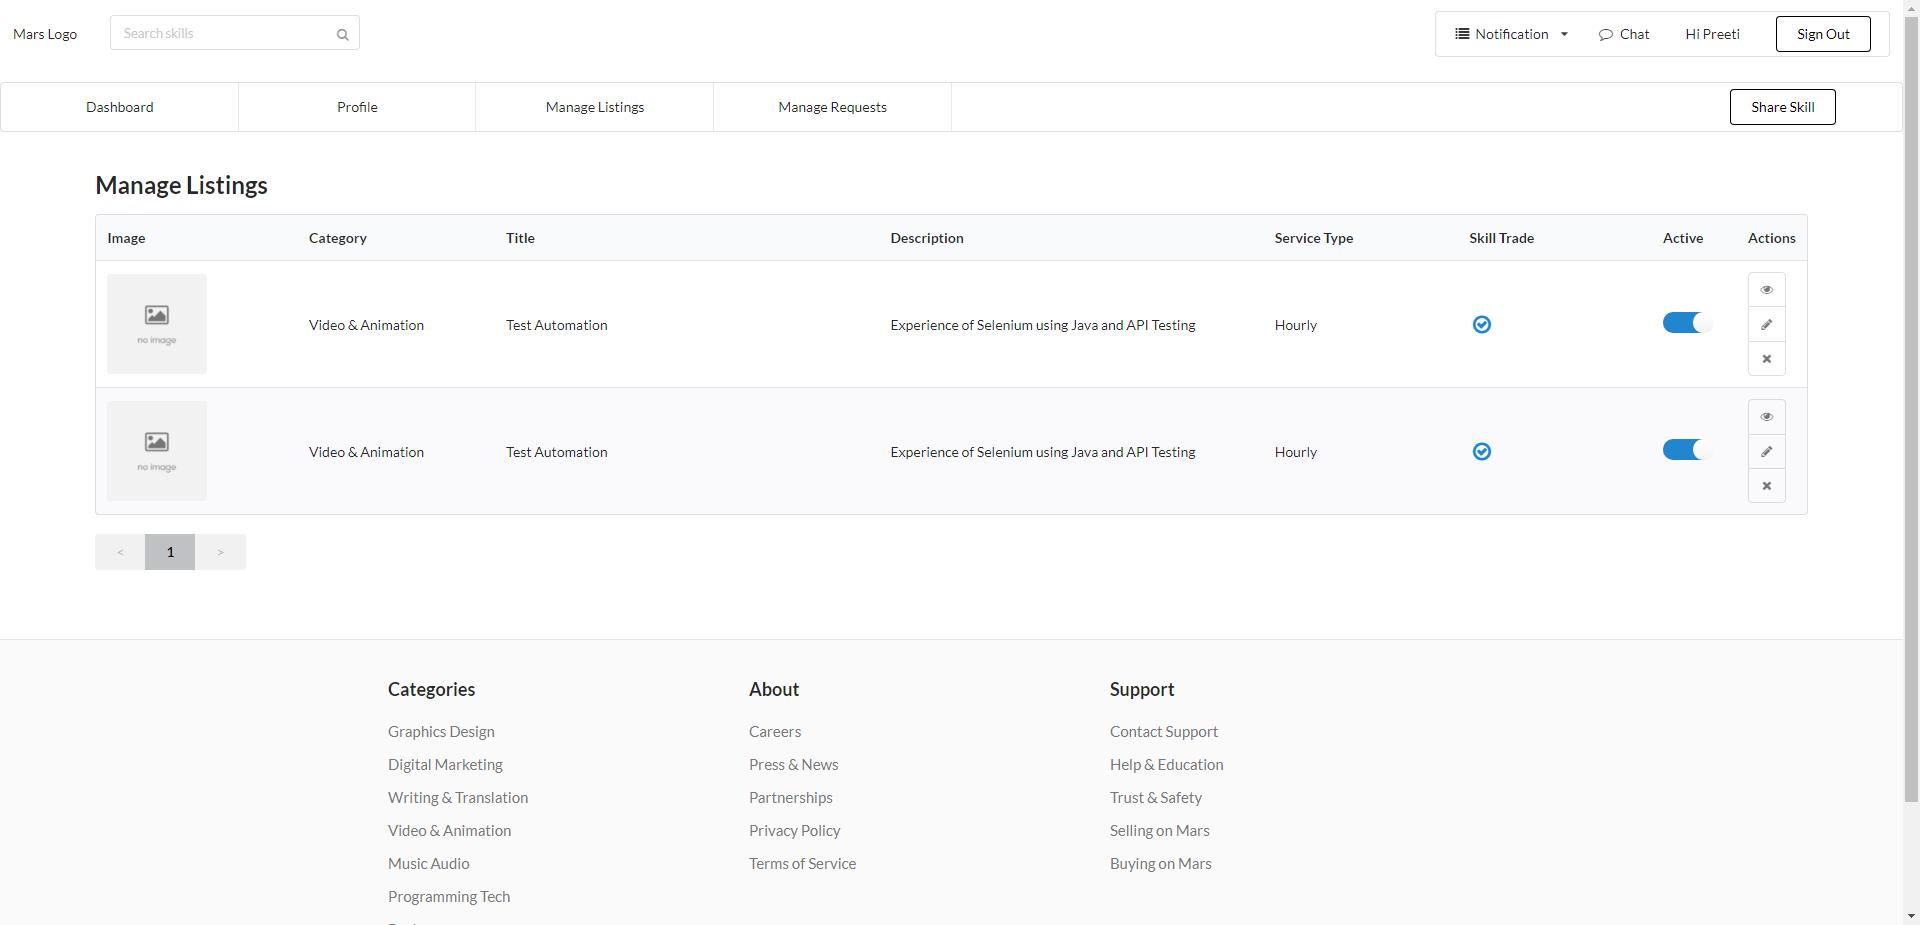 Mars Logo
Search skills
Notification
Chat
Hi Preeti
Sign Out
Dashboard
Profile
Manage Listings
Manage Requests
Share Skill
Manage Listings
Image Category Title Description Service Type Skill Trade Active Actions
no image
Video & Animation Test Automation Experience of Selenium using Java and API Testing Hourly
no image
Video & Animation Test Automation Experience of Selenium using Java and API Testing Hourly
< 1 >
Categories
Graphics Design
Digital Marketing
Writing & Translation
Video & Animation
Music Audio
Programming Tech
About
Careers
Press & News
Partnerships
Privacy Policy
Terms of Service
Support
Contact Support
Help & Education
Trust & Safety
Selling on Mars
Buying on Mars